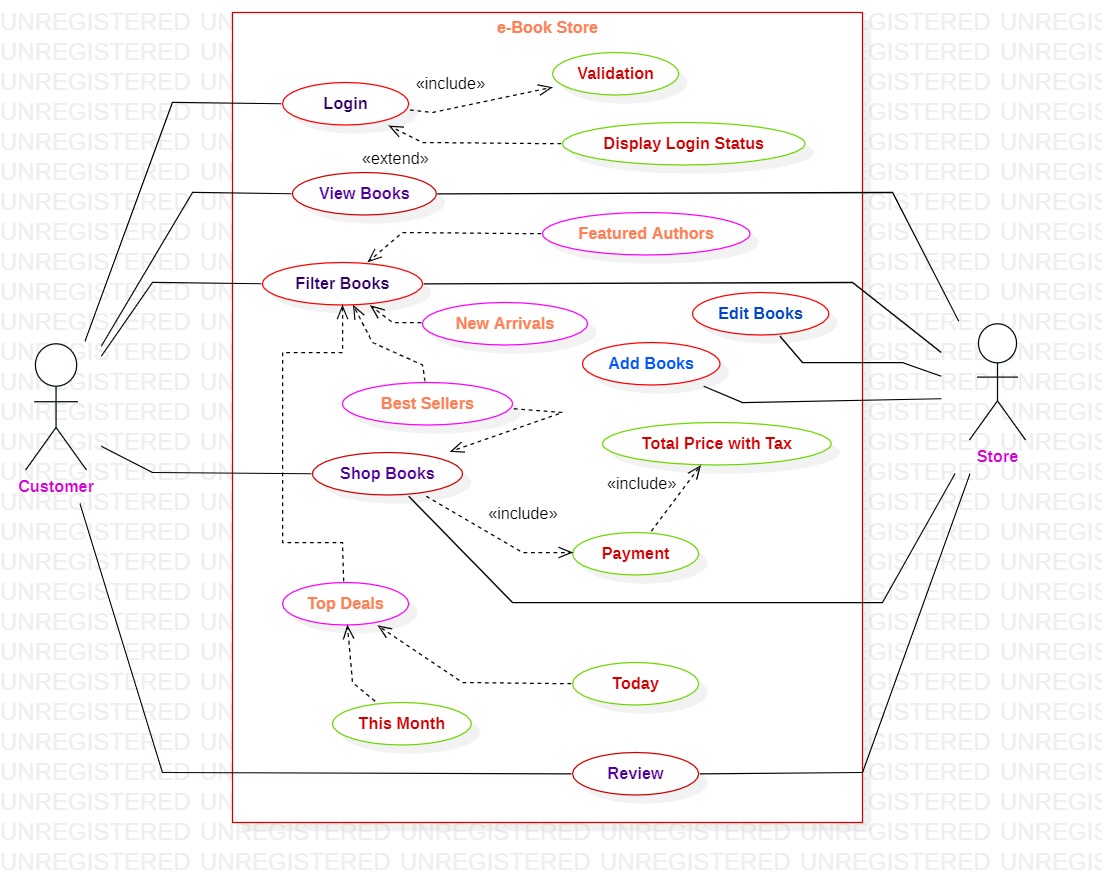 e-Book Store
Validation
«include»
Login
Display Login Status
«extend»
View Books
Featured Authors
Filter Books
New Arrivals
Edit Books
Add Books
Best Sellers
Total Price with Tax
Store
Shop Books
«include»
Customer
«include»
Payment
Top Deals
Today
This Month
Review
UNREGISTERED